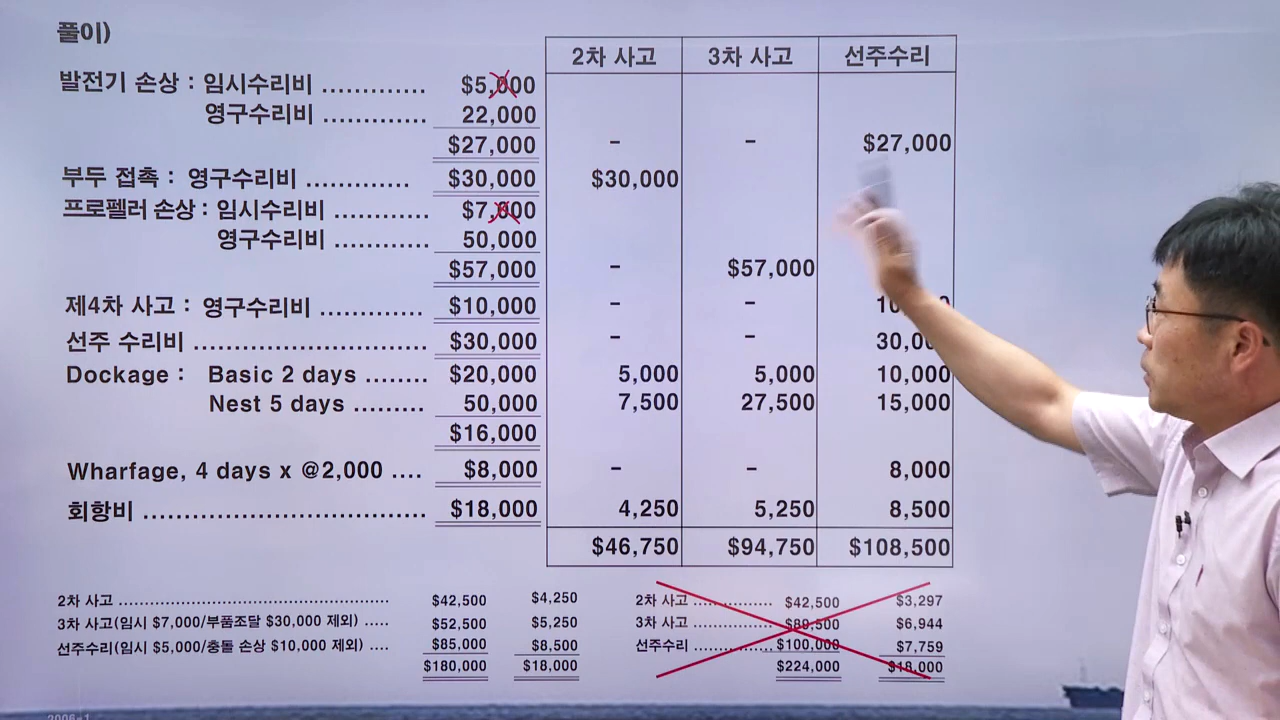 풀이)
2차 사고 3차 사고 선주수리
발전기 손상 : 임시수리비 ............. $5,000
영구수리비 ............. 22,000
$27,000 – – $27,000
부두 접촉 : 영구수리비 ............. $30,000 $30,000
프로펠러 손상 : 임시수리비 ............ $7,000
영구수리비 ............ 50,000
$57,000 – $57,000
제4차 사고 : 영구수리비 ............. $10,000 – –
선주 수리비 ............................. $30,000 – –
Dockage : Basic 2 days ........ $20,000 5,000 5,000 10,000
Nest 5 days ......... 50,000 7,500 27,500 15,000
$16,000
Wharfage, 4 days x @2,000 .... $8,000 – – 8,000
회항비 ................................... $18,000 4,250 5,250 8,500
$46,750 $94,750 $108,500
2차 사고 ............................................................ $42,500 $4,250
3차 사고(임시 $7,000/부품조달 $30,000 제외) ..... $52,500 $5,250
선주수리(임시 $5,000/충돌 손상 $10,000 제외) .... $85,000 $8,500
$180,000 $18,000
2차 사고 ................. $42,500 $3,297
3차 사고 ................. $89,500 $6,944
선주수리 ................. $100,000 $7,759
$224,000 $18,000